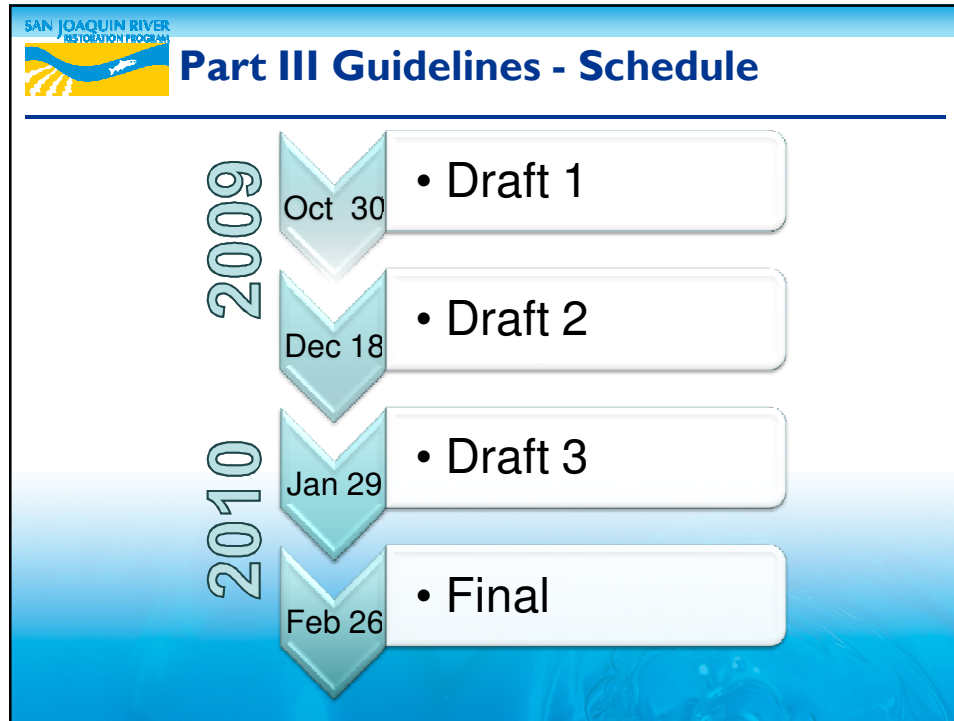 SAN JOAQUIN RIVER
RESTORATION PROGRAM
Part III Guidelines - Schedule
2009
Oct 30
• Draft 1
Dec 18
• Draft 2
2010
Jan 29
• Draft 3
Feb 26
• Final